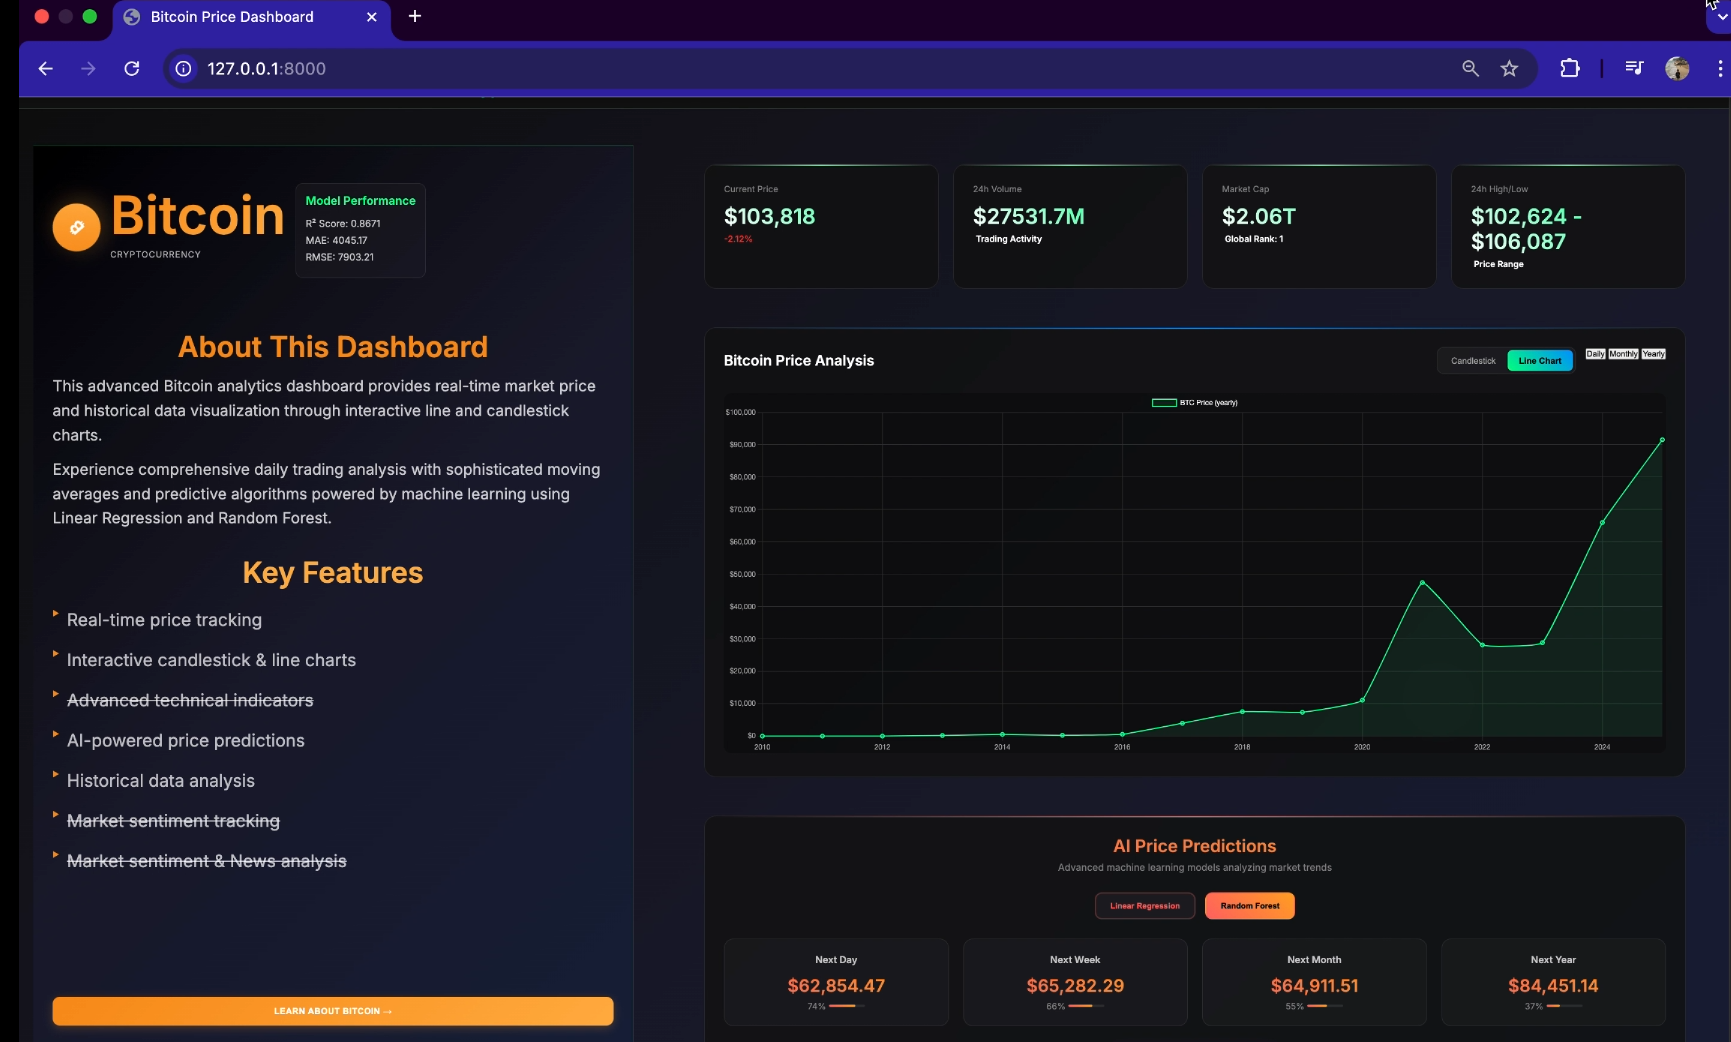 Bitcoin Price Dashboard
127.0.0.1:8000
Bitcoin
CRYPTOCURRENCY
Model Performance
R² Score: 0.8671
MAE: 4045.17
RMSE: 7903.21
About This Dashboard
This advanced Bitcoin analytics dashboard provides real-time market price
and historical data visualization through interactive line and candlestick
charts.
Experience comprehensive daily trading analysis with sophisticated moving
averages and predictive algorithms powered by machine learning using
Linear Regression and Random Forest.
Key Features
Real-time price tracking
Interactive candlestick & line charts
Advanced technical indicators
AI-powered price predictions
Historical data analysis
Market sentiment tracking
Market sentiment & News analysis
LEARN ABOUT BITCOIN →
Current Price
$103,818
-2.12%
24h Volume
$27531.7M
Trading Activity
Market Cap
$2.06T
Global Rank: 1
24h High/Low
$102,624 -
$106,087
Price Range
Bitcoin Price Analysis
Candlestick
Line Chart
Daily Monthly Yearly
BTC Price (yearly)
$100,000
$90,000
$80,000
$70,000
$60,000
$50,000
$40,000
$30,000
$20,000
$10,000
$0
2010 2012 2014 2016 2018 2020 2022 2024
AI Price Predictions
Advanced machine learning models analyzing market trends
Linear Regression
Random Forest
Next Day
$62,854.47
74%
Next Week
$65,282.29
66%
Next Month
$64,911.51
55%
Next Year
$84,451.14
37%